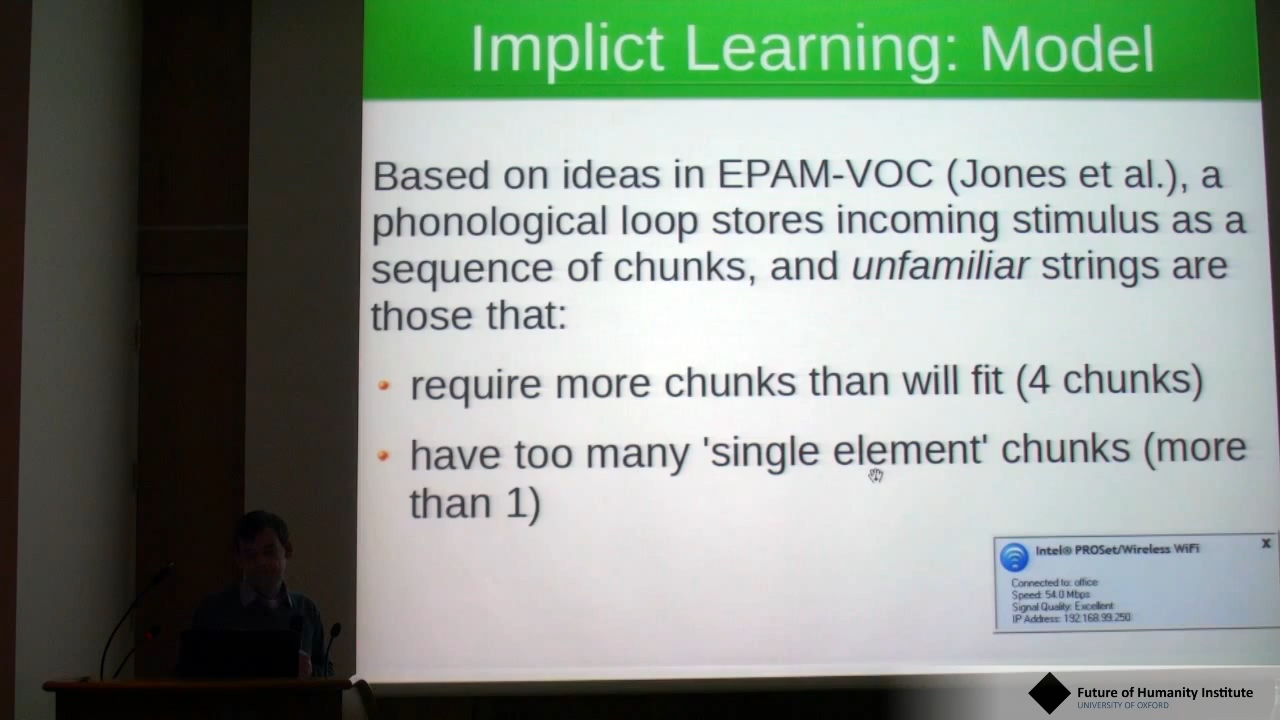 Implict Learning: Model
Based on ideas in EPAM-VOC (Jones et al.), a
phonological loop stores incoming stimulus as a
sequence of chunks, and unfamiliar strings are
those that:
• require more chunks than will fit (4 chunks)
• have too many 'single element' chunks (more
than 1)
Intel® PROSet/Wireless WiFi
X
Connected to: office
Speed: 54.0 Mbps
Signal Quality: Excellent
IP Address: 192.168.99.250
Future of Humanity Institute
UNIVERSITY OF OXFORD